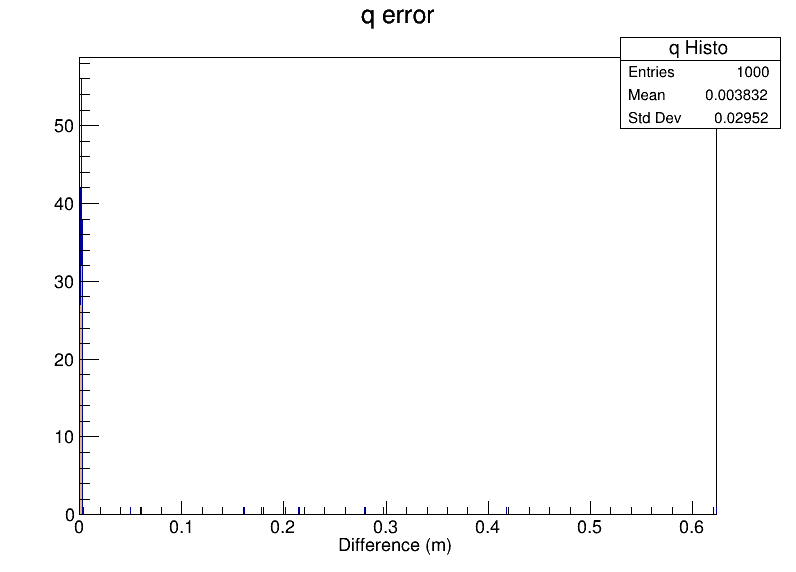 q error
q Histo
Entries 1000
Mean 0.003832
Std Dev 0.02952
50
40
30
20
10
0
0 0.1 0.2 0.3 0.4 0.5 0.6
Difference (m)